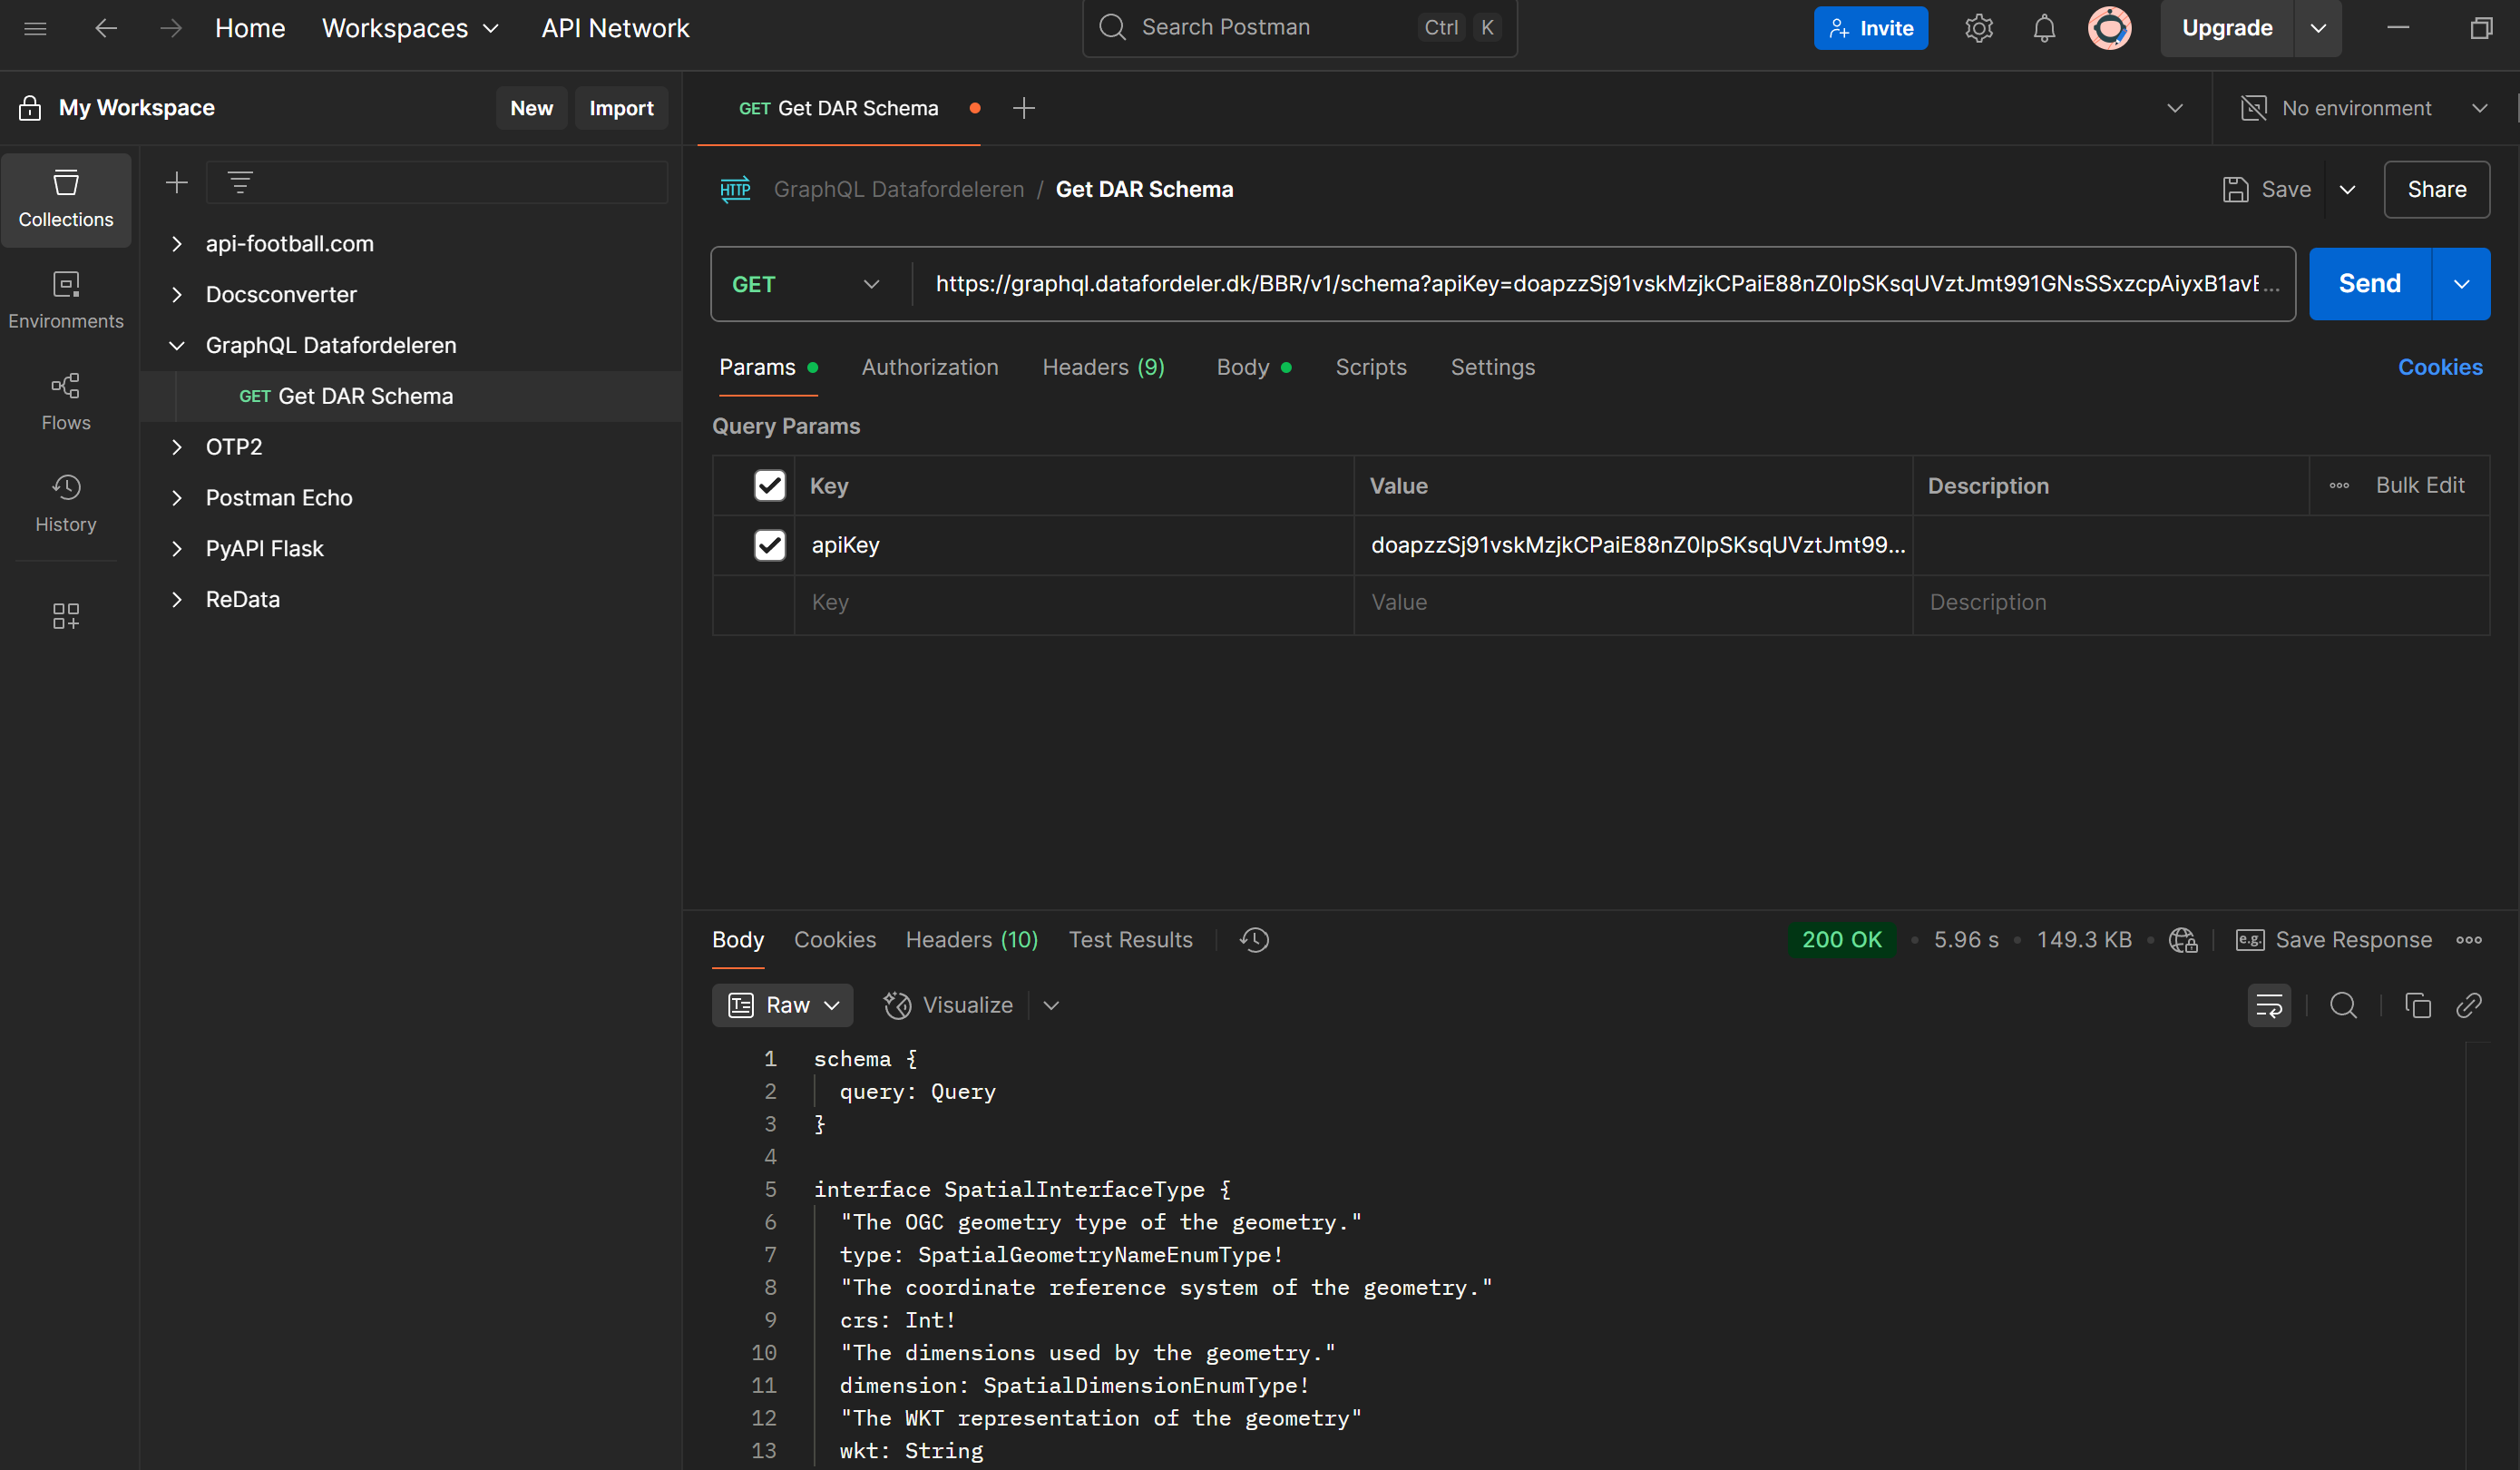 Home Workspaces API Network Search Postman Ctrl K Invite Upgrade
My Workspace New Import GET Get DAR Schema No environment
Collections
Environments
Flows
History
api-football.com
Docsconverter
GraphQL Datafordeleren
GET Get DAR Schema
OTP2
Postman Echo
PyAPI Flask
ReData
HTTP GraphQL Datafordeleren / Get DAR Schema Save Share
GET https://graphql.datafordeler.dk/BBR/v1/schema?apiKey=doapzzSj91vskMzjkCPaiE88nZ0IpSKsqUVztJmt991GNsSSxzcpAiyxB1avE... Send
Params Authorization Headers (9) Body Scripts Settings Cookies
Query Params
Key Value Description Bulk Edit
apiKey doapzzSj91vskMzjkCPaiE88nZ0IpSKsqUVztJmt99...
Key Value Description
Body Cookies Headers (10) Test Results 200 OK 5.96 s 149.3 KB e.g. Save Response
Raw Visualize
1 schema {
2 query: Query
3 }
4
5 interface SpatialInterfaceType {
6 "The OGC geometry type of the geometry."
7 type: SpatialGeometryNameEnumType!
8 "The coordinate reference system of the geometry."
9 crs: Int!
10 "The dimensions used by the geometry."
11 dimension: SpatialDimensionEnumType!
12 "The WKT representation of the geometry"
13 wkt: String